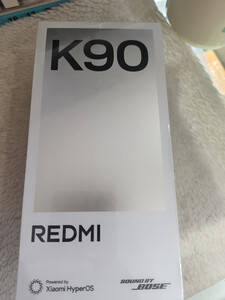 K90
REDMI
Powered by
Xiaomi HyperOS
SOUND BY
BOSE